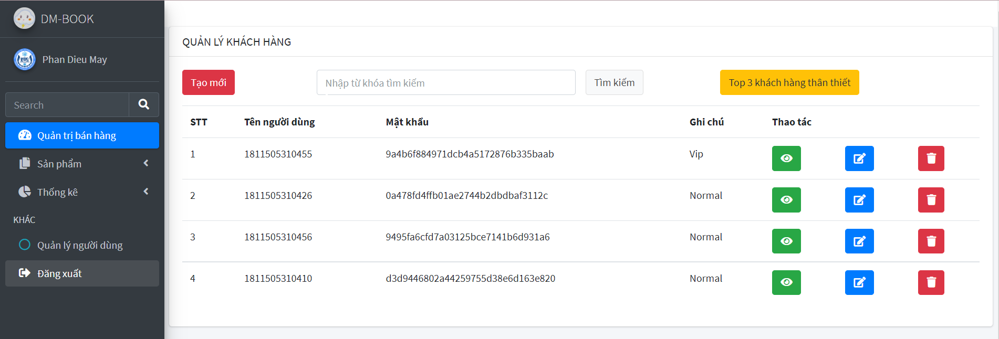 DM-BOOK
Phan Dieu May
Search
Quản trị bán hàng
Sản phẩm
Thống kê
KHÁC
Quản lý người dùng
Đăng xuất
QUẢN LÝ KHÁCH HÀNG
Tạo mới
Nhập từ khóa tìm kiếm
Tìm kiếm
Top 3 khách hàng thân thiết
STT Tên người dùng Mật khẩu Ghi chú Thao tác
1 1811505310455 9a4b6f884971dcb4a5172876b335baab Vip
2 1811505310426 0a478fd4ffb01ae2744b2dbdbaf3112c Normal
3 1811505310456 9495fa6cfd7a03125bce7141b6d931a6 Normal
4 1811505310410 d3d9446802a44259755d38e6d163e820 Normal